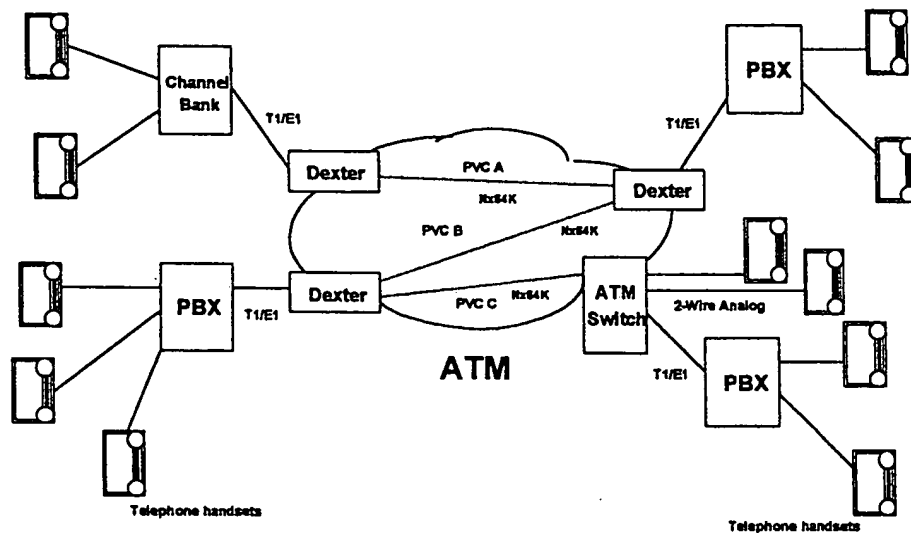 Channel
Bank
T1/E1
PBX
T1/E1
Dexter
PVC A
Nx64K
Dexter
PVC B
Nx64K
PBX
T1/E1
Dexter
PVC C
Nx64K
ATM
Switch
2-Wire Analog
ATM
T1/E1
PBX
Telephone handsets
Telephone handsets